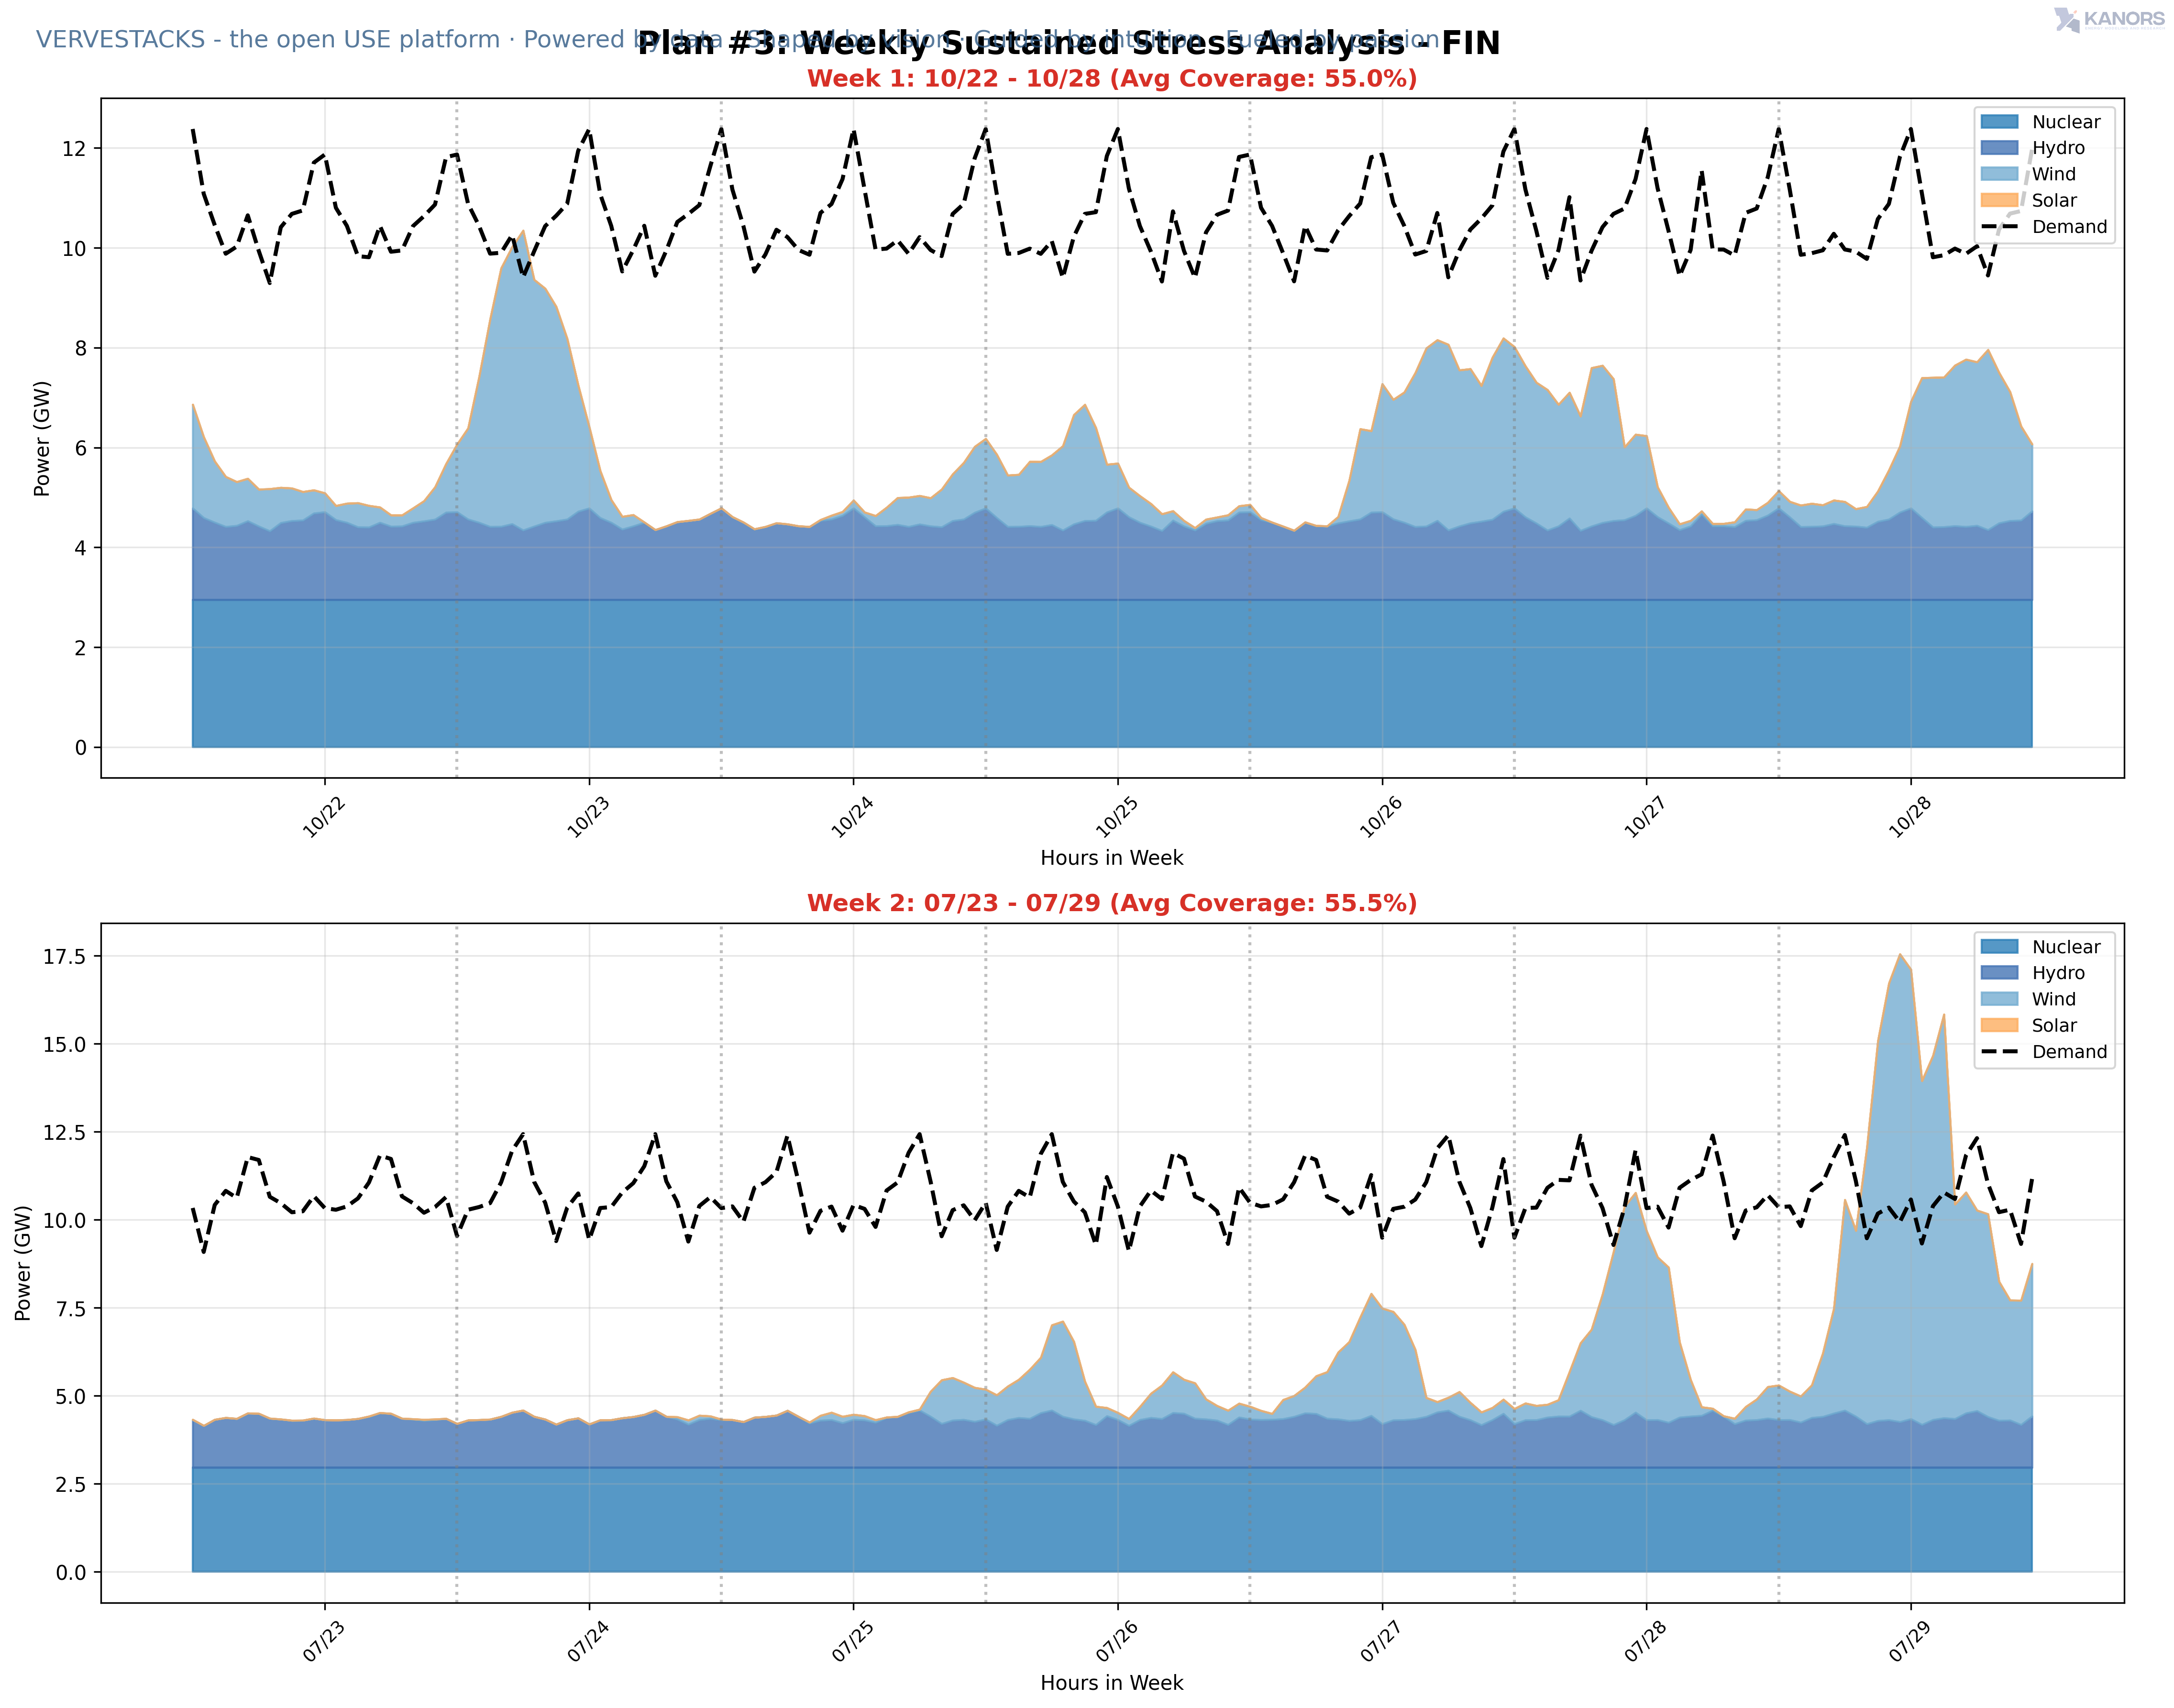 VERVESTACKS - the open USE platform · Powered by data · Shaped by vision · Guided by intuition · Fueled by passion
KANORS
Plan #3: Weekly Sustained Stress Analysis - FIN
Week 1: 10/22 - 10/28 (Avg Coverage: 55.0%)
Power (GW)
12
10
8
6
4
2
0
Nuclear
Hydro
Wind
Solar
Demand
10/22
10/23
10/24
10/25
10/26
10/27
10/28
Hours in Week
Week 2: 07/23 - 07/29 (Avg Coverage: 55.5%)
Power (GW)
17.5
15.0
12.5
10.0
7.5
5.0
2.5
0.0
Nuclear
Hydro
Wind
Solar
Demand
07/23
07/24
07/25
07/26
07/27
07/28
07/29
Hours in Week